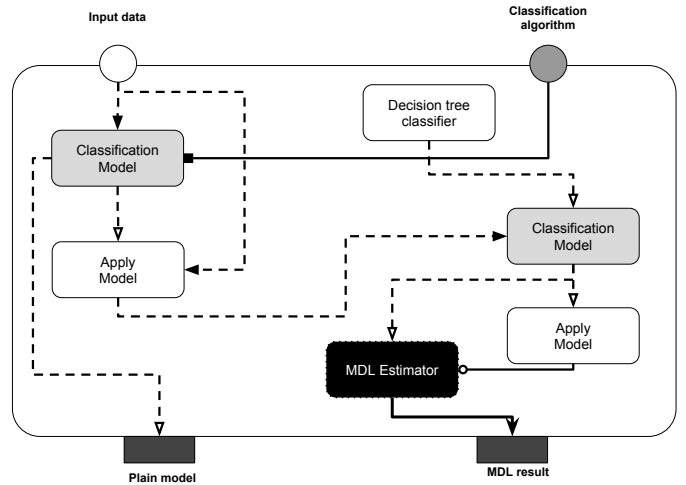 Input data
Classification
algorithm
Decision tree
classifier
Classification
Model
Classification
Model
Apply
Model
Apply
Model
MDL Estimator
Plain model
MDL result